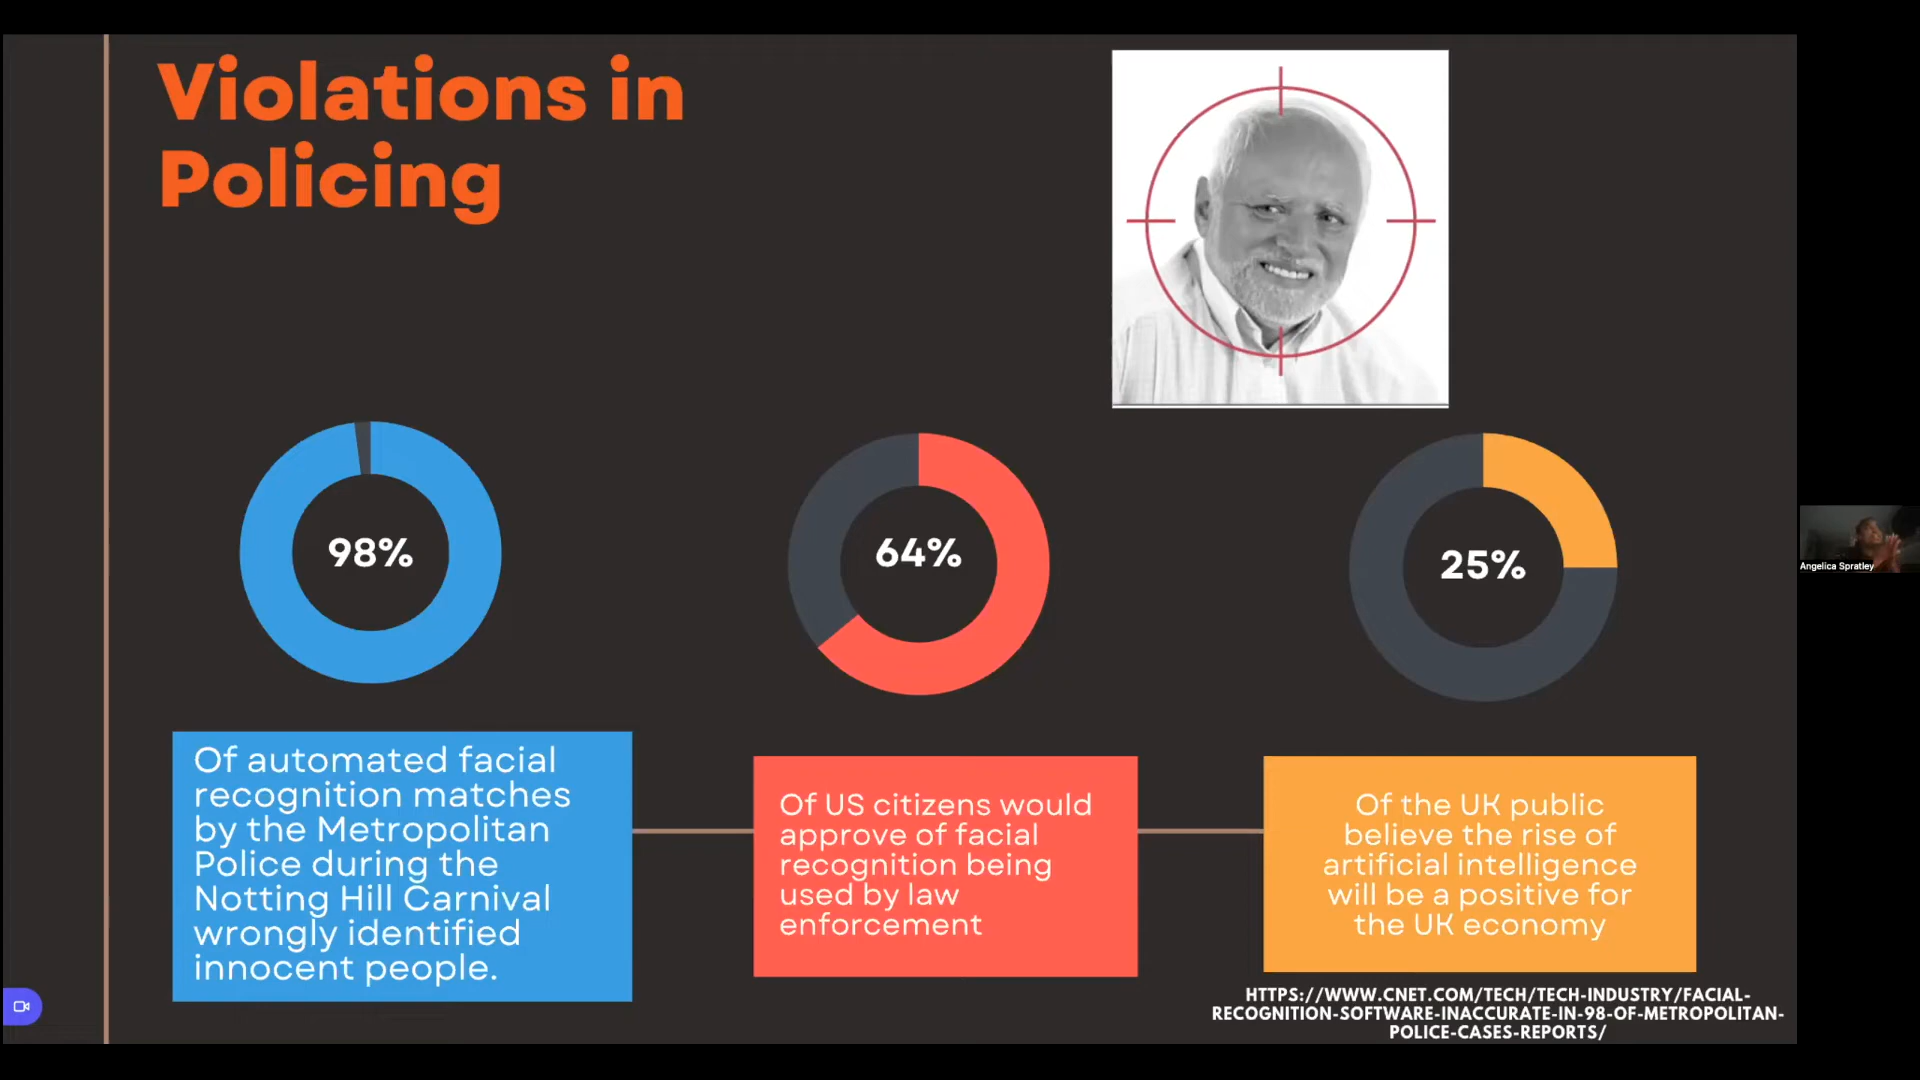 Violations in
Policing
98%
64%
25%
Of automated facial
recognition matches
by the Metropolitan
Police during the
Notting Hill Carnival
wrongly identified
innocent people.
Of US citizens would
approve of facial
recognition being
used by law
enforcement
Of the UK public
believe the rise of
artificial intelligence
will be a positive for
the UK economy
HTTPS://WWW.CNET.COM/TECH/TECH-INDUSTRY/FACIAL-
RECOGNITION-SOFTWARE-INACCURATE-IN-98-OF-METROPOLITAN-
POLICE-CASES-REPORTS/
Angelica Spratley